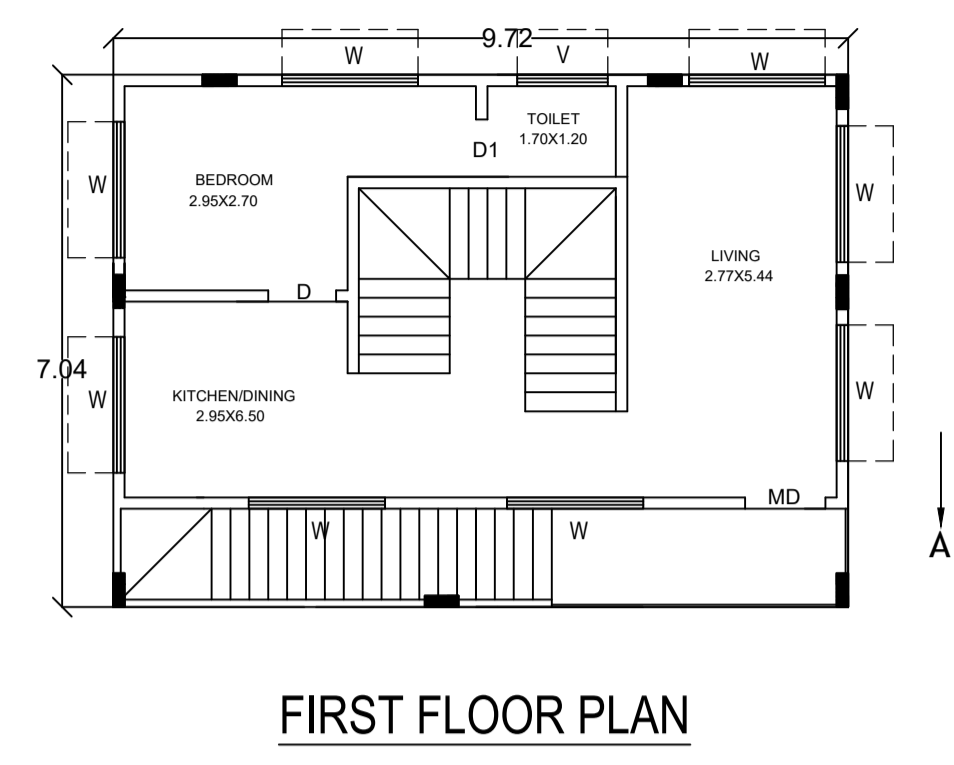 9.72
W
V
W
TOILET
1.70X1.20
D1
BEDROOM
2.95X2.70
W
W
LIVING
2.77X5.44
D
7.04
W
KITCHEN/DINING
2.95X6.50
W
MD
W
W
A
FIRST FLOOR PLAN